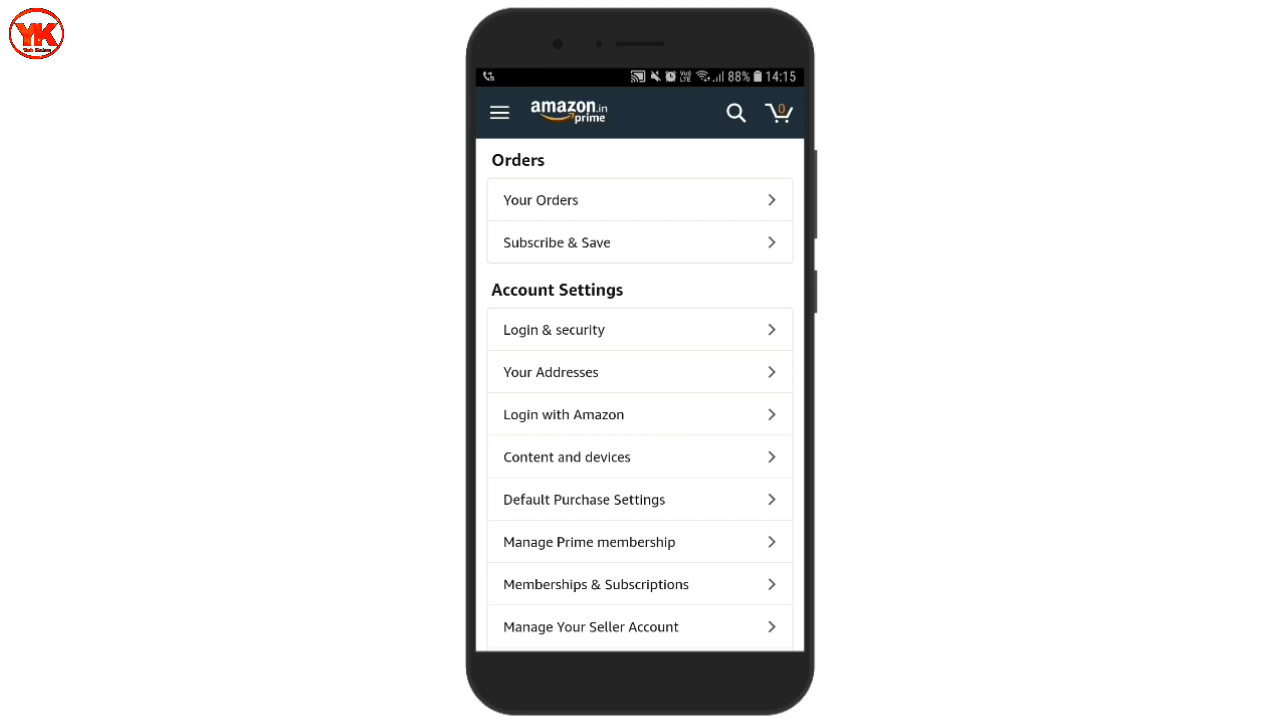 YK
88% 14:15
amazon.in
prime
0
Orders
Your Orders
Subscribe & Save
Account Settings
Login & security
Your Addresses
Login with Amazon
Content and devices
Default Purchase Settings
Manage Prime membership
Memberships & Subscriptions
Manage Your Seller Account